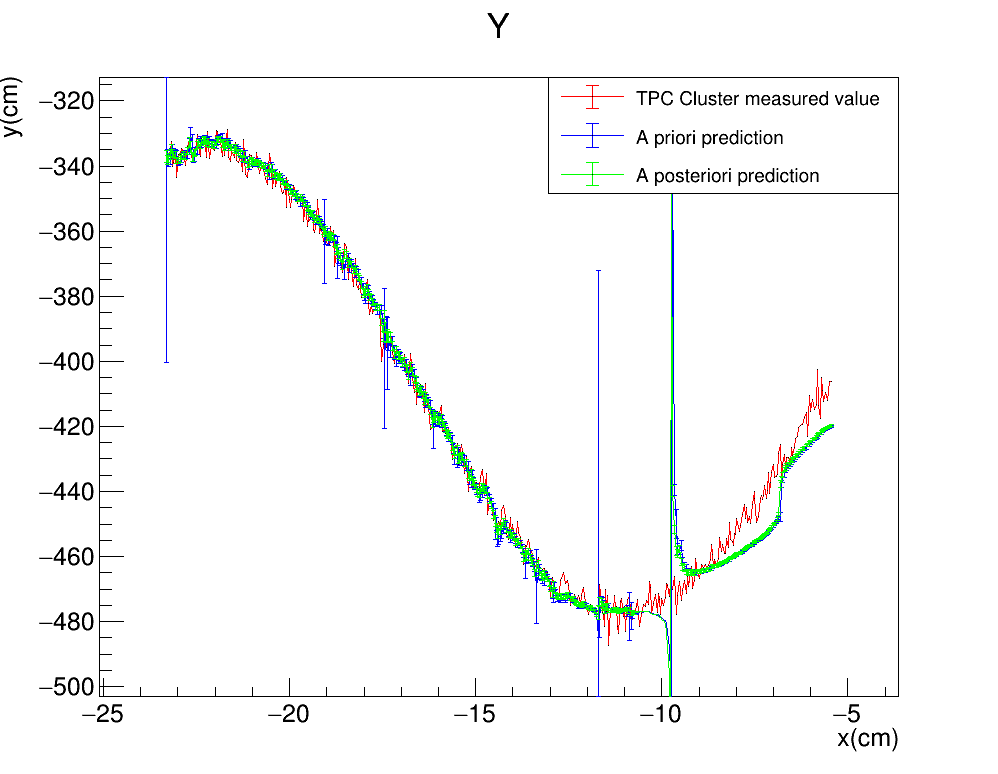 Y
y(cm)
TPC Cluster measured value
A priori prediction
A posteriori prediction
−320
−340
−360
−380
−400
−420
−440
−460
−480
−500
−25 −20 −15 −10 −5
x(cm)